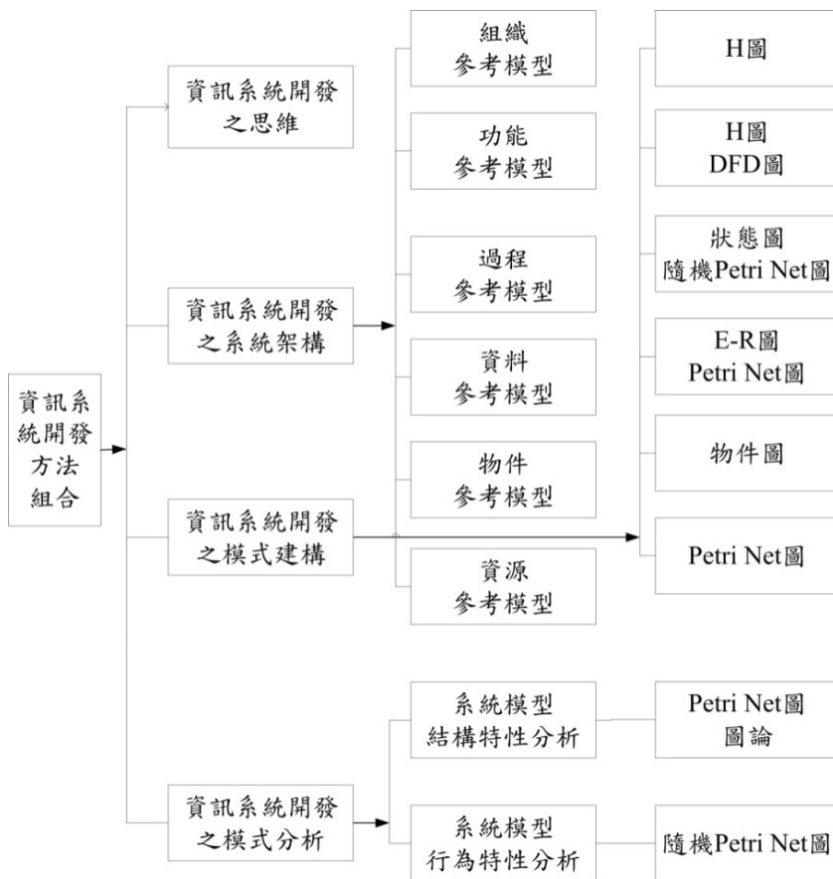 資訊系
統開發
方法
組合
資訊系統開發
之思維
資訊系統開發
之系統架構
資訊系統開發
之模式建構
資訊系統開發
之模式分析
組織
參考模型
功能
參考模型
過程
參考模型
資料
參考模型
物件
參考模型
資源
參考模型
系統模型
結構特性分析
系統模型
行為特性分析
H圖
H圖
DFD圖
狀態圖
隨機Petri Net圖
E-R圖
Petri Net圖
物件圖
Petri Net圖
Petri Net圖
圖論
隨機Petri Net圖